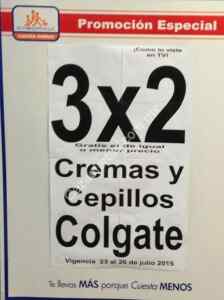 Promoción Especial
¡Como lo viste
en TV!
3x2
Gratis el de igual
o menor precio
Cremas y
Cepillos
Colgate
Vigencia 23 al 26 de julio 2015
Te llevas MÁS porque Cuesta MENOS